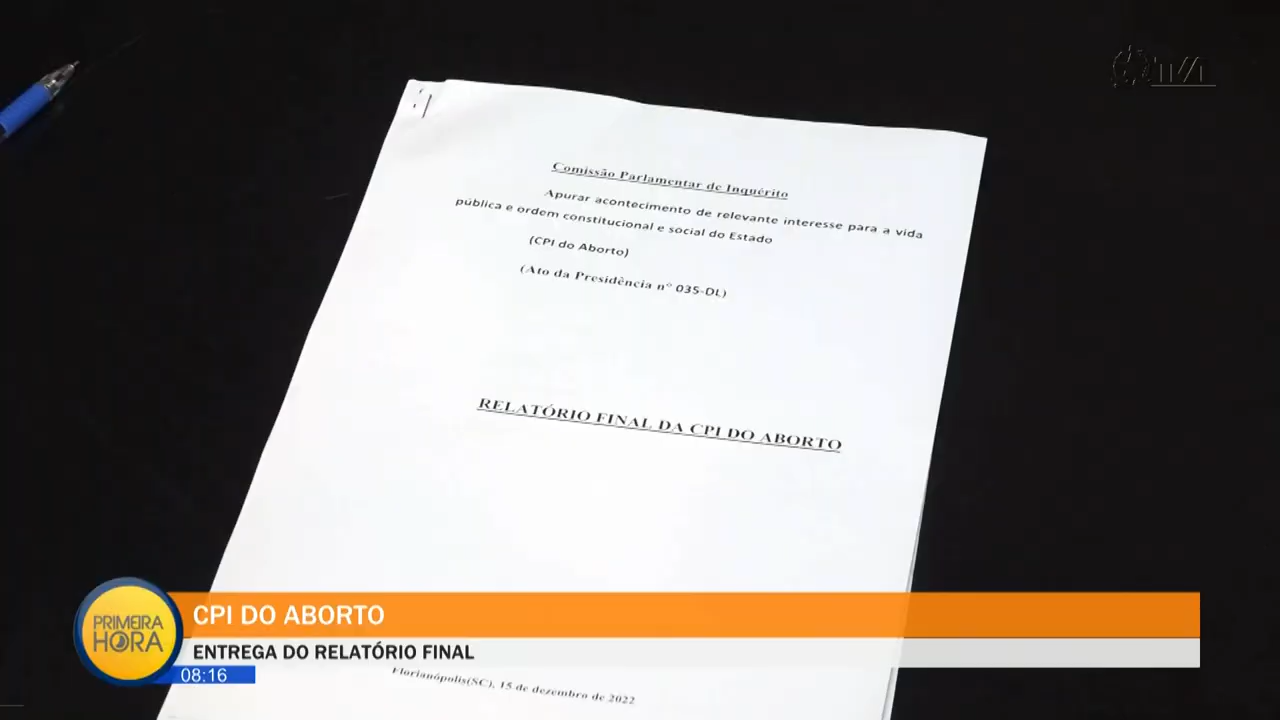 TVAL
Comissão Parlamentar de Inquérito
Apurar acontecimento de relevante interesse para a vida
pública e ordem constitucional e social do Estado
(CPI do Aborto)
(Ato da Presidência nº 035-DL)
RELATÓRIO FINAL DA CPI DO ABORTO
PRIMEIRA
HORA
CPI DO ABORTO
ENTREGA DO RELATÓRIO FINAL
08:16
Florianópolis(SC), 15 de dezembro de 2022